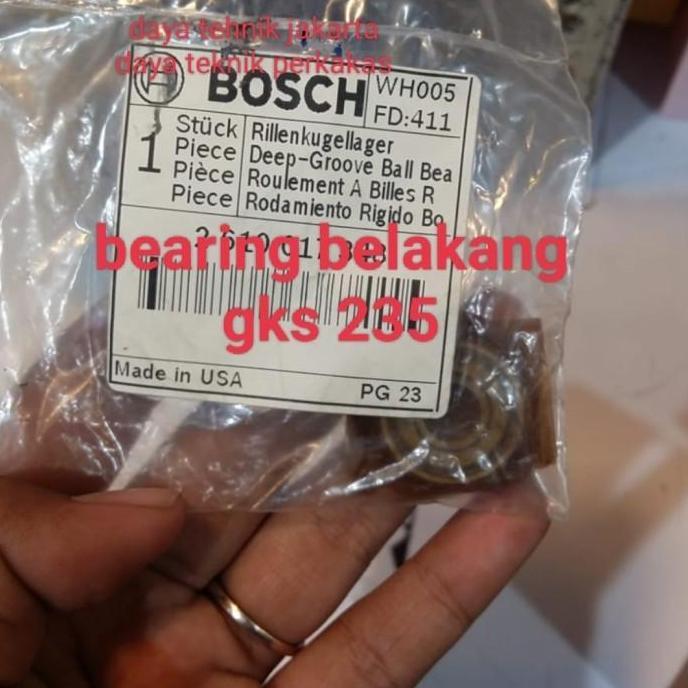 daya tehnik jakarta
daya teknik perkakas
BOSCH
WH005
FD:411
1
Stück Rillenkugellager
Piece Deep-Groove Ball Bea
Pièce Roulement A Billes R
Piece Rodamiento Rigido Bo
bearing belakang
gks 235
Made in USA
PG 23